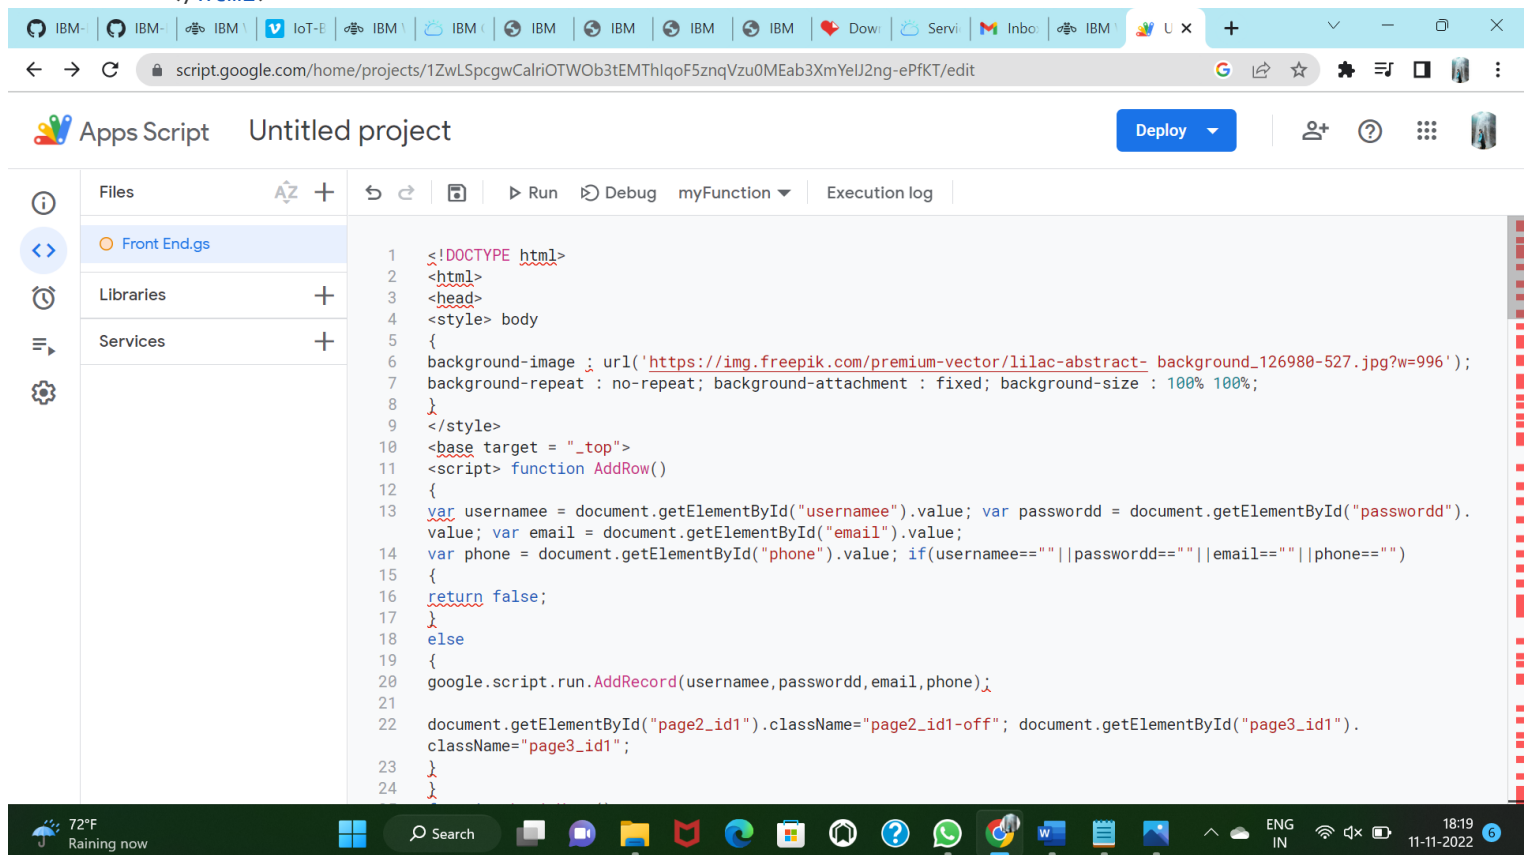 IBM-
IBM-
IBM
IoT-B
IBM
IBM
IBM
IBM
IBM
IBM
Down
Servi
Inbo
IBM
U
script.google.com/home/projects/1ZwLSpcgwCalriOTWOb3tEMThIqoF5znqVzu0MEab3XmYeIJ2ng-ePfKT/edit
Apps Script
Untitled project
Deploy
Files
AZ
Run
Debug
myFunction
Execution log
Front End.gs
Libraries
Services
1 <!DOCTYPE html>
2 <html>
3 <head>
4 <style> body
5 {
6 background-image : url('https://img.freepik.com/premium-vector/lilac-abstract- background_126980-527.jpg?w=996');
7 background-repeat : no-repeat; background-attachment : fixed; background-size : 100% 100%;
8 }
9 </style>
10 <base target = "_top">
11 <script> function AddRow()
12 {
13 var usernamee = document.getElementById("usernamee").value; var passwordd = document.getElementById("passwordd").
value; var email = document.getElementById("email").value;
14 var phone = document.getElementById("phone").value; if(usernamee==""||passwordd==""||email==""||phone=="")
15 {
16 return false;
17 }
18 else
19 {
20 google.script.run.AddRecord(usernamee,passwordd,email,phone);
21
22 document.getElementById("page2_id1").className="page2_id1-off"; document.getElementById("page3_id1").
className="page3_id1";
23 }
24 }
72°F
Raining now
Search
ENG
IN
18:19
11-11-2022
6